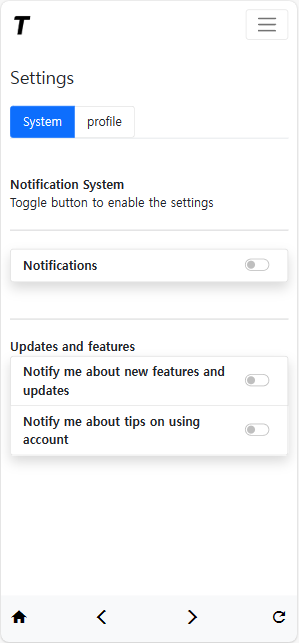 T
Settings
System profile
Notification System
Toggle button to enable the settings
Notifications
Updates and features
Notify me about new features and
updates
Notify me about tips on using
account